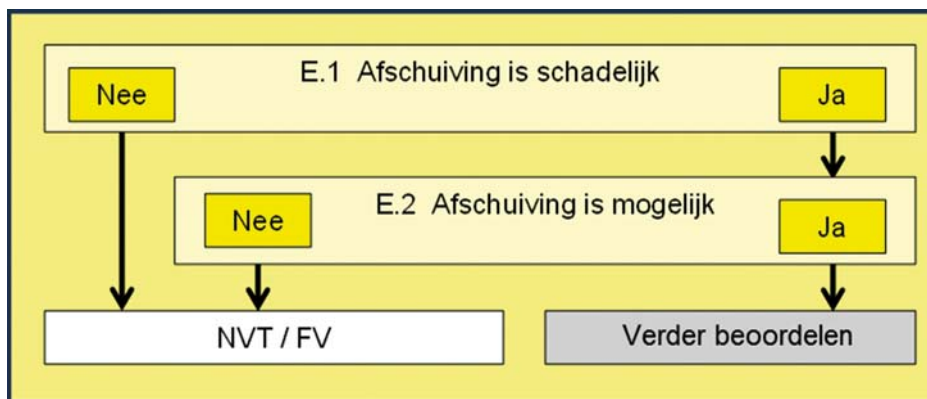 E.1 Afschuiving is schadelijk
Nee
Ja
E.2 Afschuiving is mogelijk
Nee
Ja
NVT / FV
Verder beoordelen